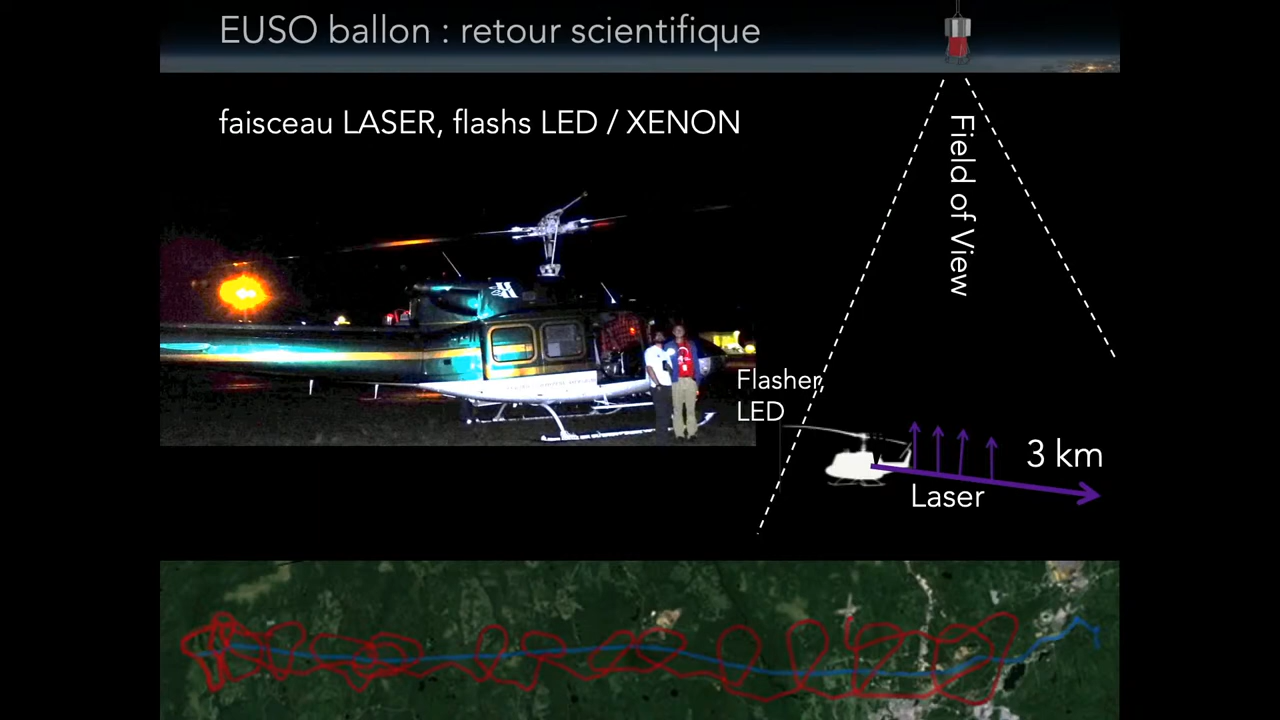 EUSO ballon : retour scientifique
faisceau LASER, flashs LED / XENON
Field of View
Flasher,
LED
3 km
Laser